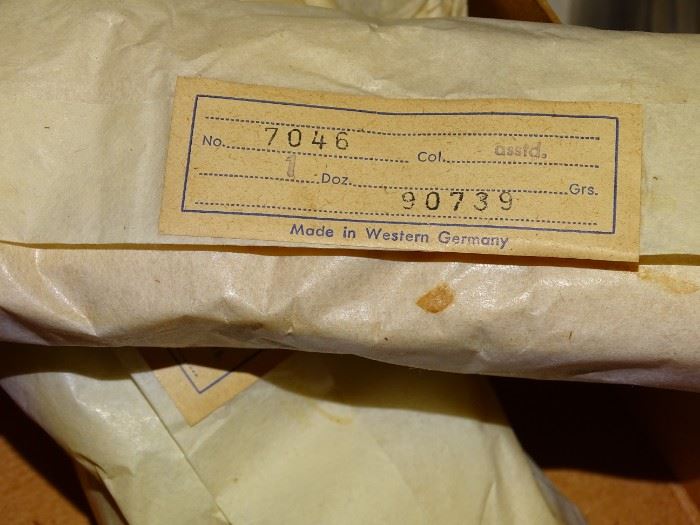 No. 7046 Col. asstd.
1 Doz. Grs.
90739
Made in Western Germany